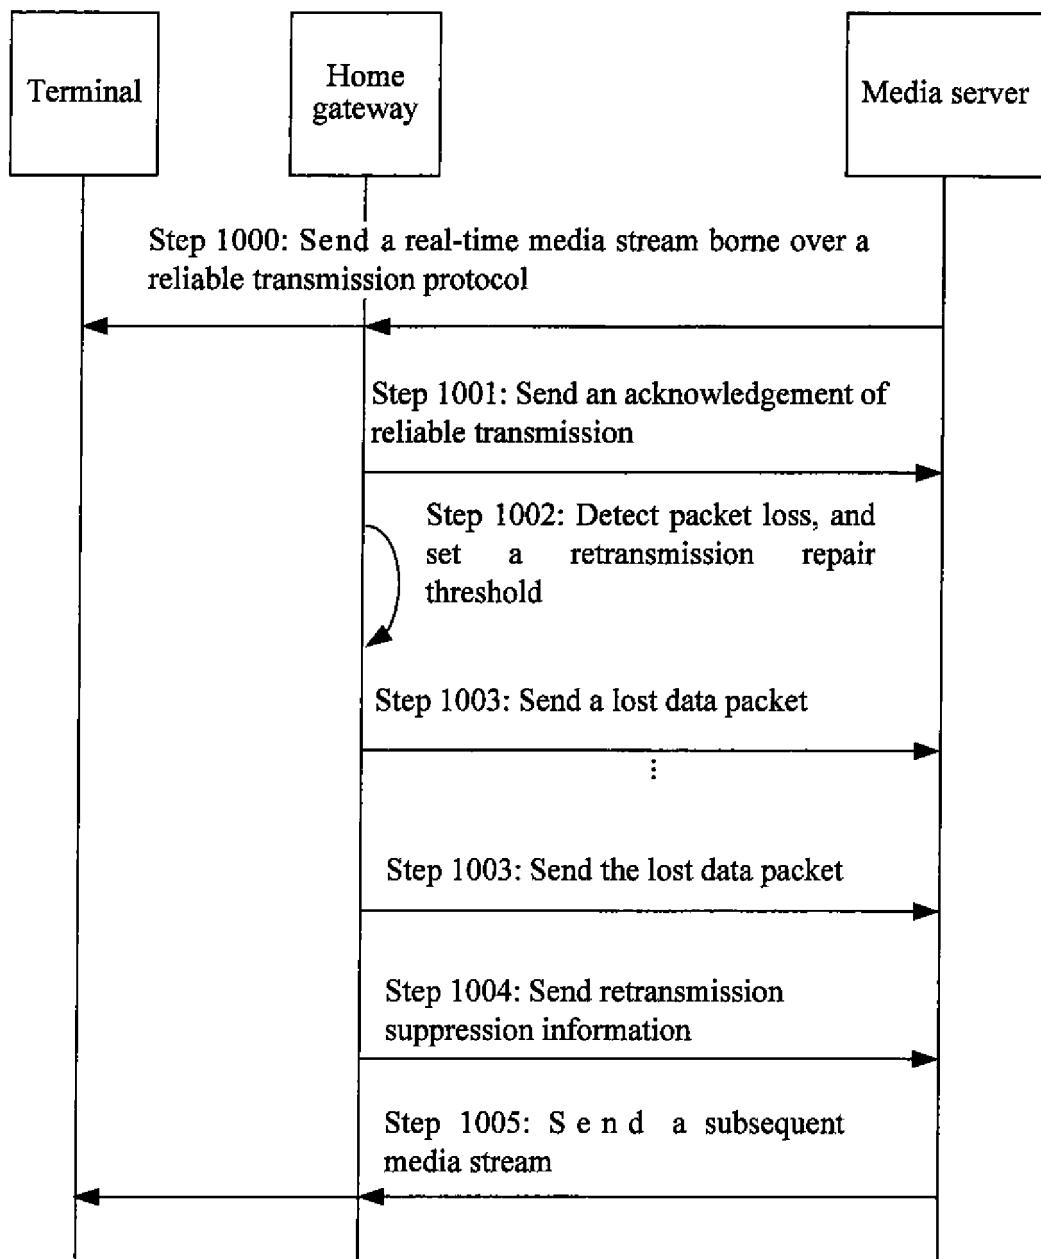 Terminal
Home
gateway
Media server
Step 1000: Send a real-time media stream borne over a
reliable transmission protocol
Step 1001: Send an acknowledgement of
reliable transmission
Step 1002: Detect packet loss, and
set a retransmission repair
threshold
Step 1003: Send a lost data packet
Step 1003: Send the lost data packet
Step 1004: Send retransmission
suppression information
Step 1005: S e n d a subsequent
media stream